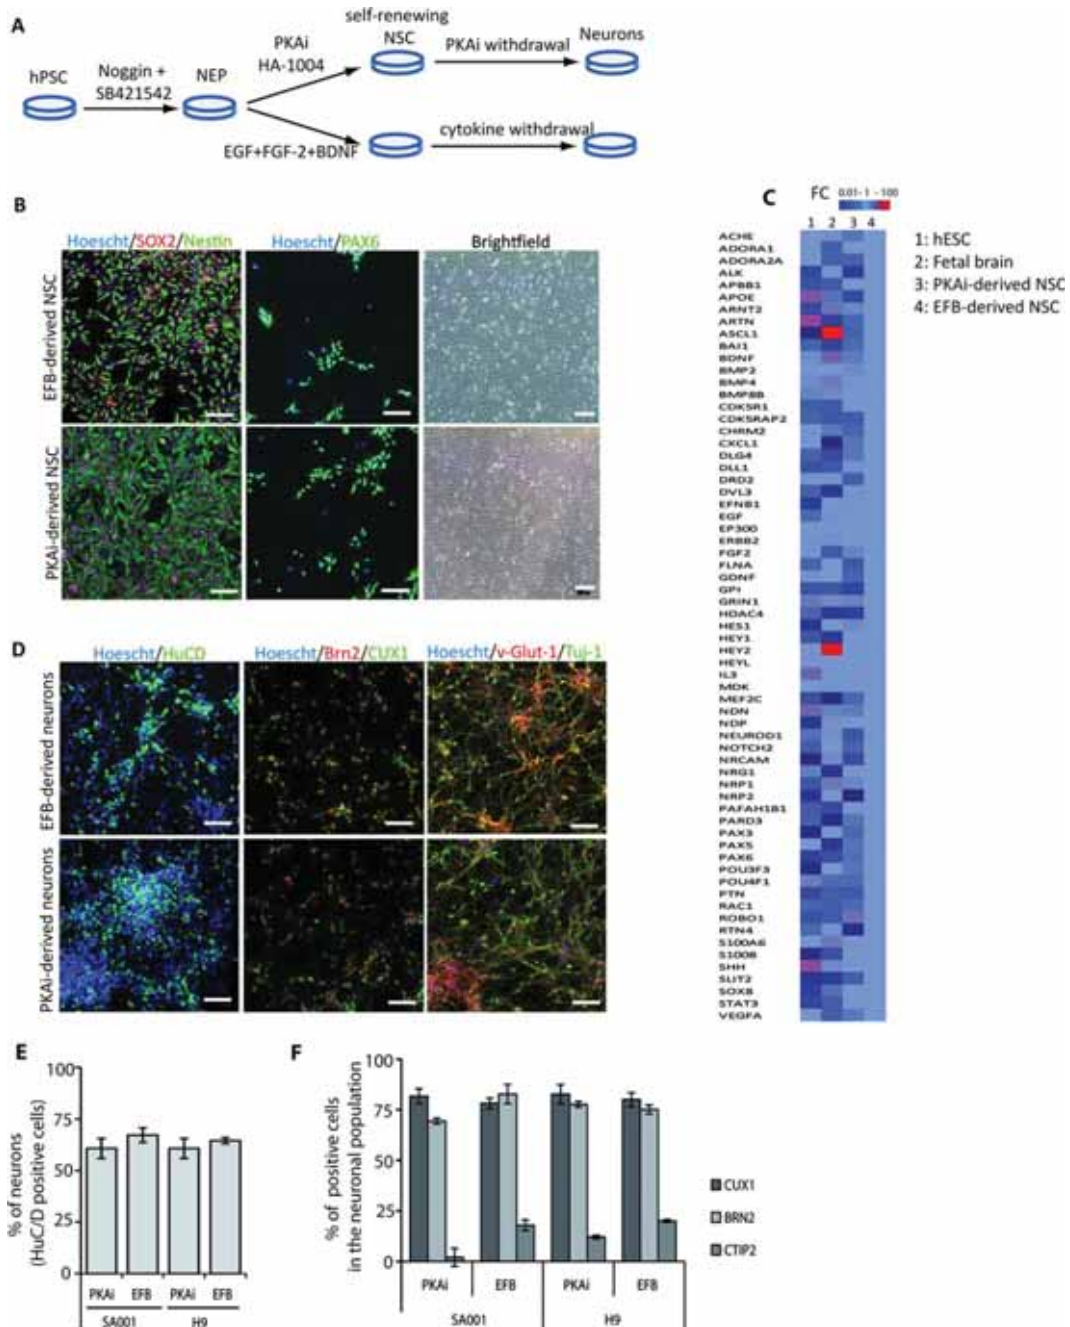 A
hPSC
Noggin +
SB421542
NEP
PKAi
HA-1004
self-renewing
NSC
PKAi withdrawal
Neurons
EGF+FGF-2+BDNF
cytokine withdrawal
B
Hoescht/SOX2/Nestin
Hoescht/PAX6
Brightfield
EFB-derived NSC
PKAi-derived NSC
C
FC
0.01 - 1 - 100
1 2 3 4
1: hESC
2: Fetal brain
3: PKAi-derived NSC
4: EFB-derived NSC
ACHE
ADORA1
ADORA2A
ALK
APBB1
APOE
ARNT2
ARTN
ASCL1
BAI1
BDNF
BMP2
BMP4
BMP8B
CDK5R1
CDK5RAP2
CHRM2
CXCL1
DLG4
DLL1
DRD2
DVL3
EFNB1
EGF
EP300
ERBB2
FGF2
FLNA
GDNF
GPI
GRIN1
HDAC4
HES1
HEY1
HEY2
HEYL
IL3
MDK
MEF2C
NDN
NDP
NEUROD1
NOTCH2
NRCAM
NRG1
NRP1
NRP2
PAFAH1B1
PARD3
PAX3
PAX5
PAX6
POU3F3
POU4F1
PTN
RAC1
ROBO1
RTN4
S100A6
S100B
SHH
SLIT2
SOX8
STAT3
VEGFA
D
Hoescht/HuCD
Hoescht/Brn2/CUX1
Hoescht/v-Glut-1/Tuj-1
EFB-derived neurons
PKAi-derived neurons
E
% of neurons
(HuC/D positive cells)
100
75
50
25
0
PKAi EFB PKAi EFB
SA001 H9
F
% of positive cells
in the neuronal population
100
75
50
25
0
PKAi EFB PKAi EFB
SA001 H9
CUX1
BRN2
CTIP2